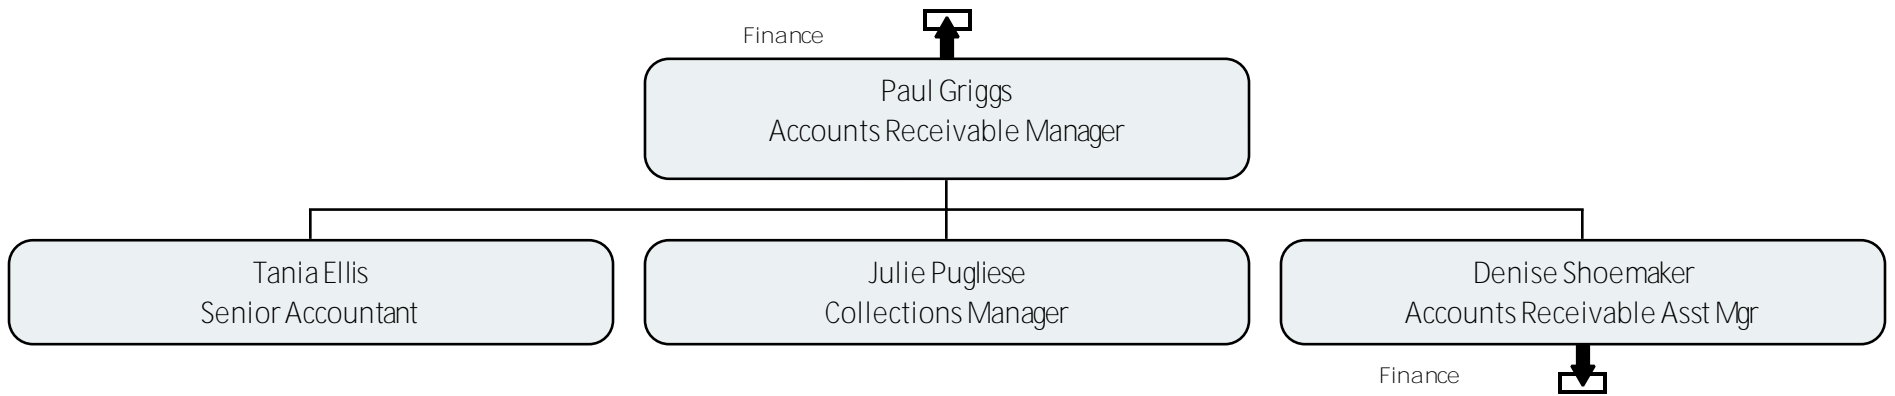 Finance
Paul Griggs
Accounts Receivable Manager
Tania Ellis
Senior Accountant
Julie Pugliese
Collections Manager
Denise Shoemaker
Accounts Receivable Asst Mgr
Finance